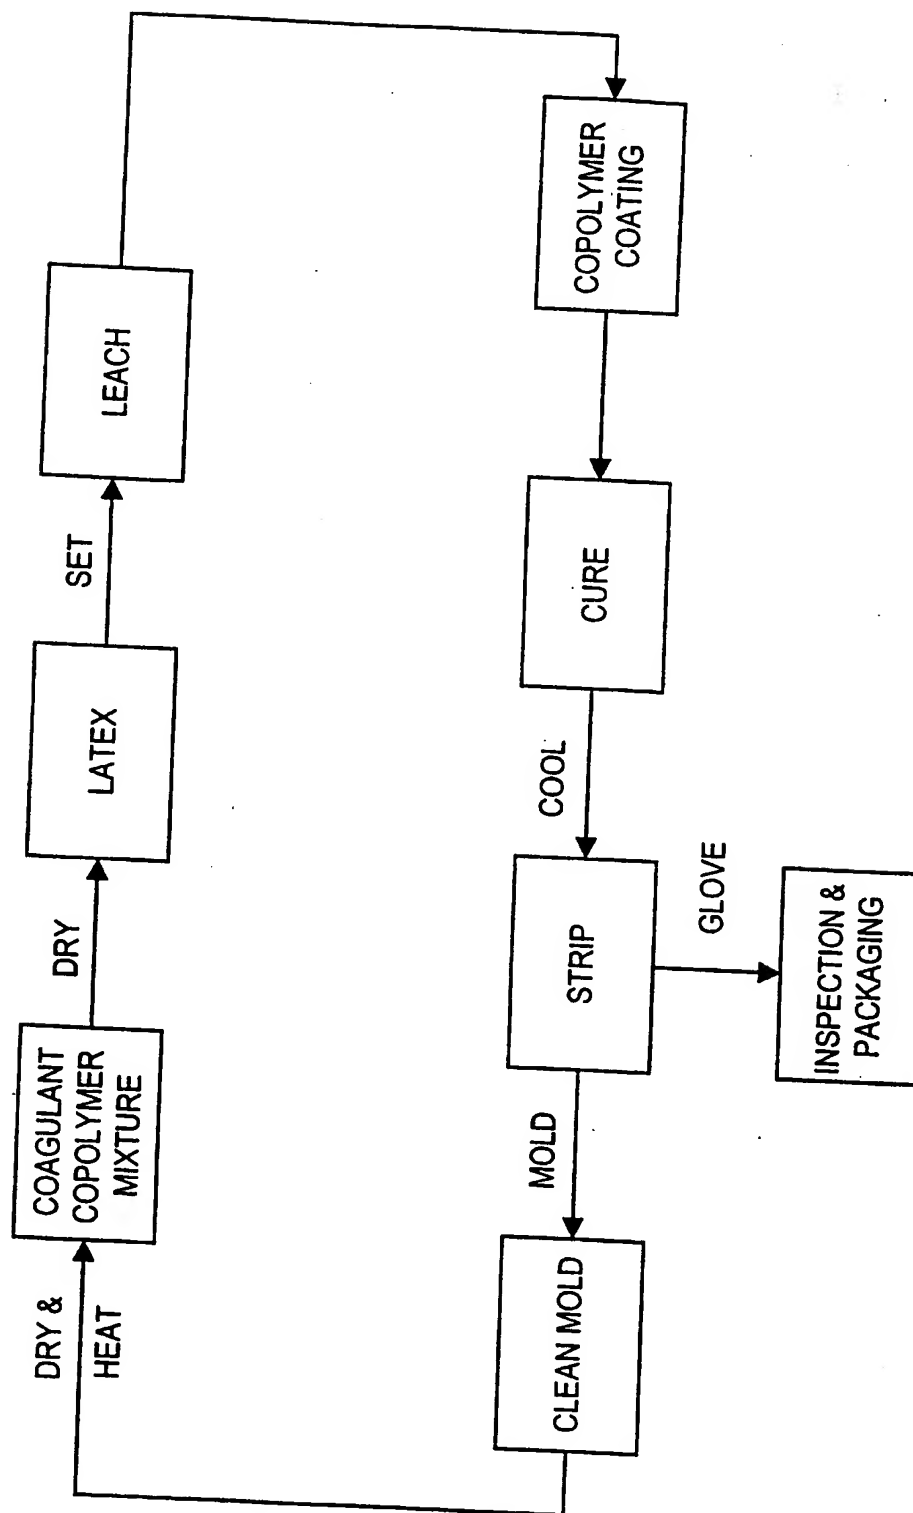 DRY &
HEAT
COAGULANT
COPOLYMER
MIXTURE
DRY
LATEX
SET
LEACH
COPOLYMER
COATING
CURE
COOL
STRIP
GLOVE
INSPECTION &
PACKAGING
MOLD
CLEAN MOLD